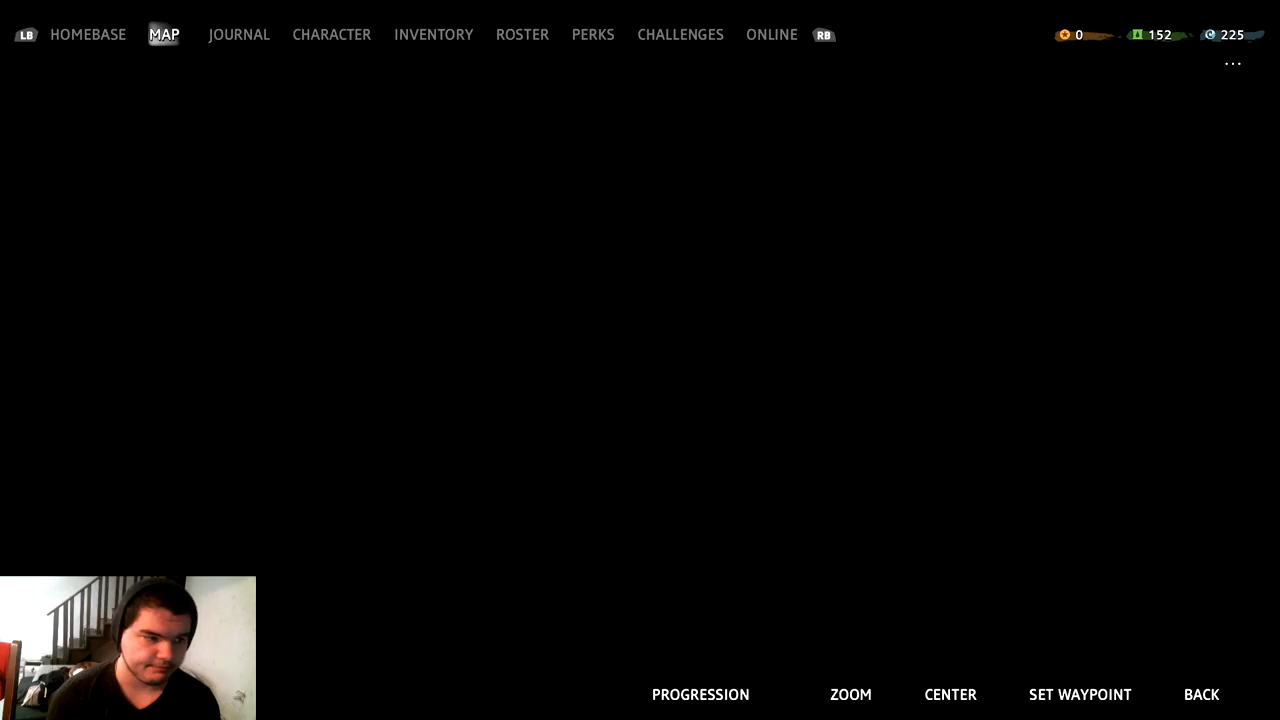 LB HOMEBASE MAP JOURNAL CHARACTER INVENTORY ROSTER PERKS CHALLENGES ONLINE RB 0 152 225
...
PROGRESSION ZOOM CENTER SET WAYPOINT BACK